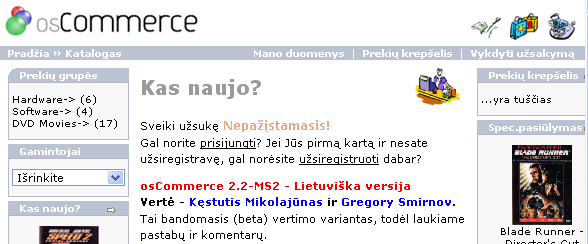 osCommerce
Pradžia ›› Katalogas
Mano duomenys | Prekių krepšelis | Vykdyti užsakymą
Prekių grupės
Hardware-> (6)
Software-> (4)
DVD Movies-> (17)
Gamintojai
Išrinkite
Kas naujo?
Kas naujo?
Sveiki užsukę Nepažįstamasis!
Gal norite prisijungti? Jei Jūs pirmą kartą ir nesate
užsiregistravę, gal norėsite užsiregistruoti dabar?
osCommerce 2.2-MS2 - Lietuviška versija
Vertė - Kęstutis Mikolajūnas ir Gregory Smirnov.
Tai bandomasis (beta) vertimo variantas, todėl laukiame
pastabų ir komentarų.
Prekių krepšelis
...yra tuščias
Spec.pasiūlymas
BLADE RUNNER
Blade Runner -
Director's Cut